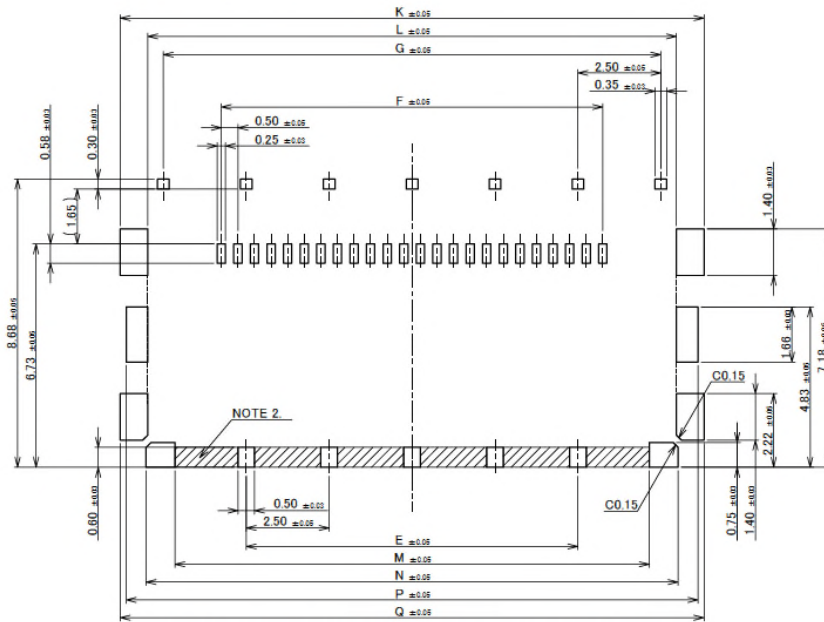 K ±0.05
L ±0.05
G ±0.05
2.50 ±0.05
0.35 ±0.03
F ±0.05
0.50 ±0.05
0.25 ±0.03
0.58 ±0.03
0.30 ±0.03
(1.65)
1.40 ±0.03
8.68 ±0.05
6.73 ±0.05
1.66 ±0.03
4.83 ±0.05
7.18 ±0.05
C0.15
NOTE 2.
2.22 ±0.05
0.60 ±0.03
0.50 ±0.03
2.50 ±0.05
C0.15
0.75 ±0.03
1.40 ±0.03
E ±0.05
M ±0.05
N ±0.05
P ±0.05
Q ±0.05